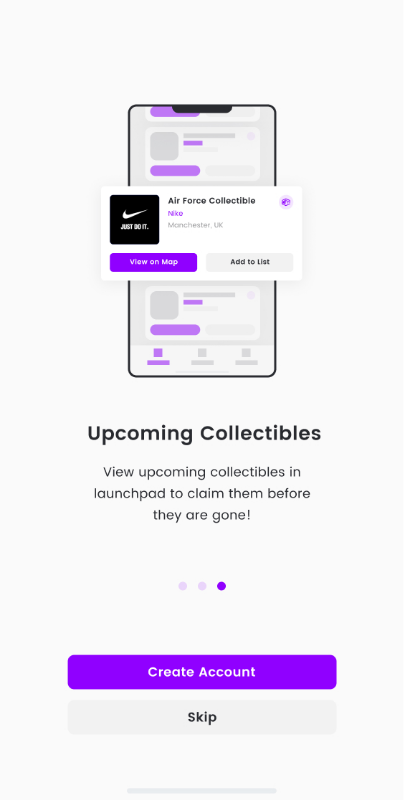 Air Force Collectible
Nike
Manchester, UK
JUST DO IT.
View on Map
Add to List
Upcoming Collectibles
View upcoming collectibles in
launchpad to claim them before
they are gone!
Create Account
Skip